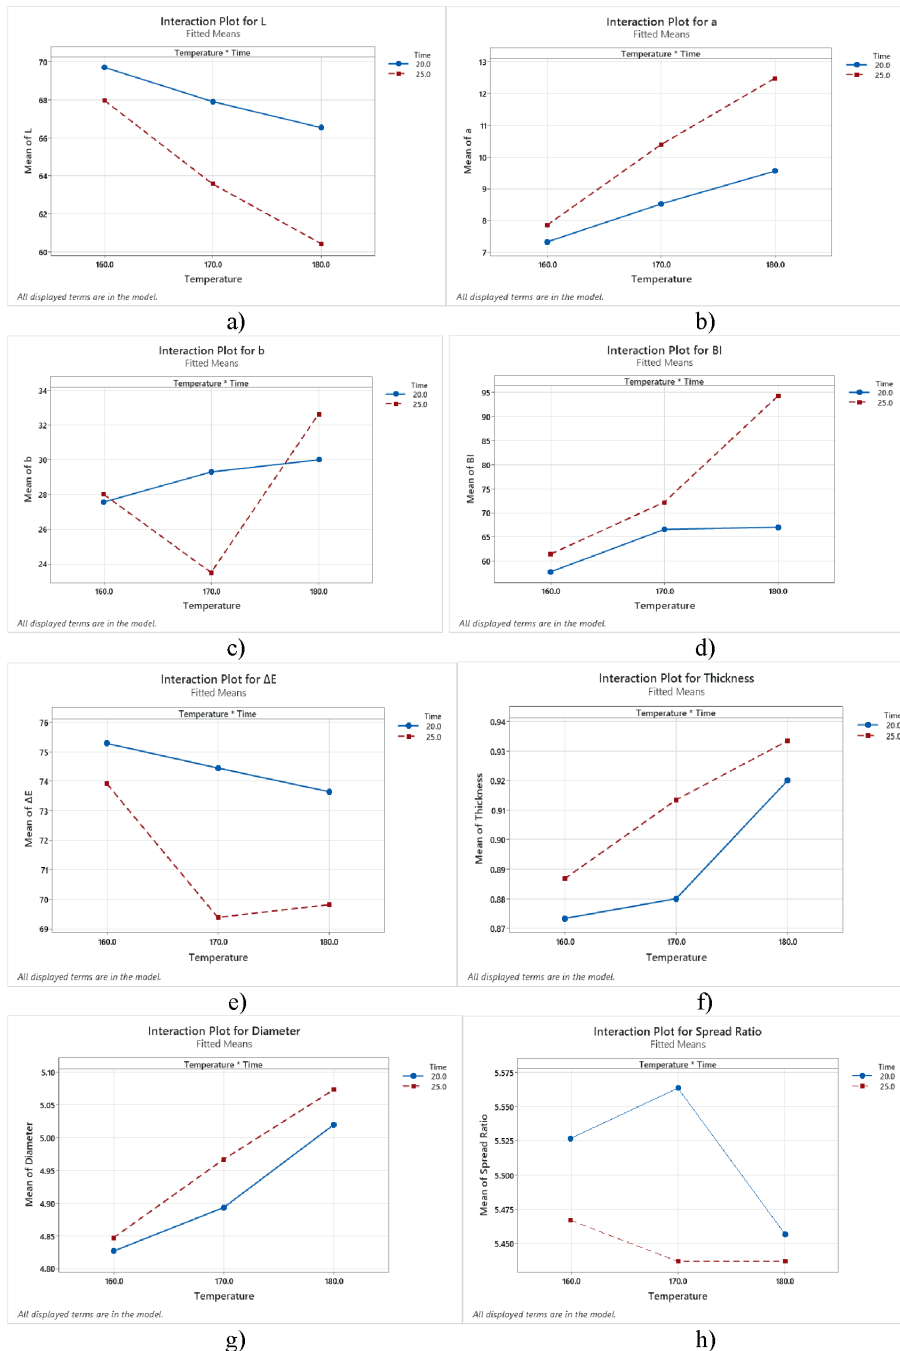 Interaction Plot for L
Fitted Means
Temperature * Time
Time
20.0
25.0
70
68
66
64
62
60
Mean of L
160.0 170.0 180.0
Temperature
All displayed terms are in the model.
a)
Interaction Plot for a
Fitted Means
Temperature * Time
Time
20.0
25.0
13
12
11
10
9
8
7
Mean of a
160.0 170.0 180.0
Temperature
All displayed terms are in the model.
b)
Interaction Plot for b
Fitted Means
Temperature * Time
Time
20.0
25.0
34
32
30
28
26
24
Mean of b
160.0 170.0 180.0
Temperature
All displayed terms are in the model.
c)
Interaction Plot for BI
Fitted Means
Temperature * Time
Time
20.0
25.0
95
90
85
80
75
70
65
60
Mean of BI
160.0 170.0 180.0
Temperature
All displayed terms are in the model.
d)
Interaction Plot for ΔE
Fitted Means
Temperature * Time
Time
20.0
25.0
76
75
74
73
72
71
70
69
Mean of ΔE
160.0 170.0 180.0
Temperature
All displayed terms are in the model.
e)
Interaction Plot for Thickness
Fitted Means
Temperature * Time
Time
20.0
25.0
0.94
0.93
0.92
0.91
0.90
0.89
0.88
0.87
Mean of Thickness
160.0 170.0 180.0
Temperature
All displayed terms are in the model.
f)
Interaction Plot for Diameter
Fitted Means
Temperature * Time
Time
20.0
25.0
5.10
5.05
5.00
4.95
4.90
4.85
4.80
Mean of Diameter
160.0 170.0 180.0
Temperature
All displayed terms are in the model.
g)
Interaction Plot for Spread Ratio
Fitted Means
Temperature * Time
Time
20.0
25.0
5.575
5.550
5.525
5.500
5.475
5.450
Mean of Spread Ratio
160.0 170.0 180.0
Temperature
All displayed terms are in the model.
h)